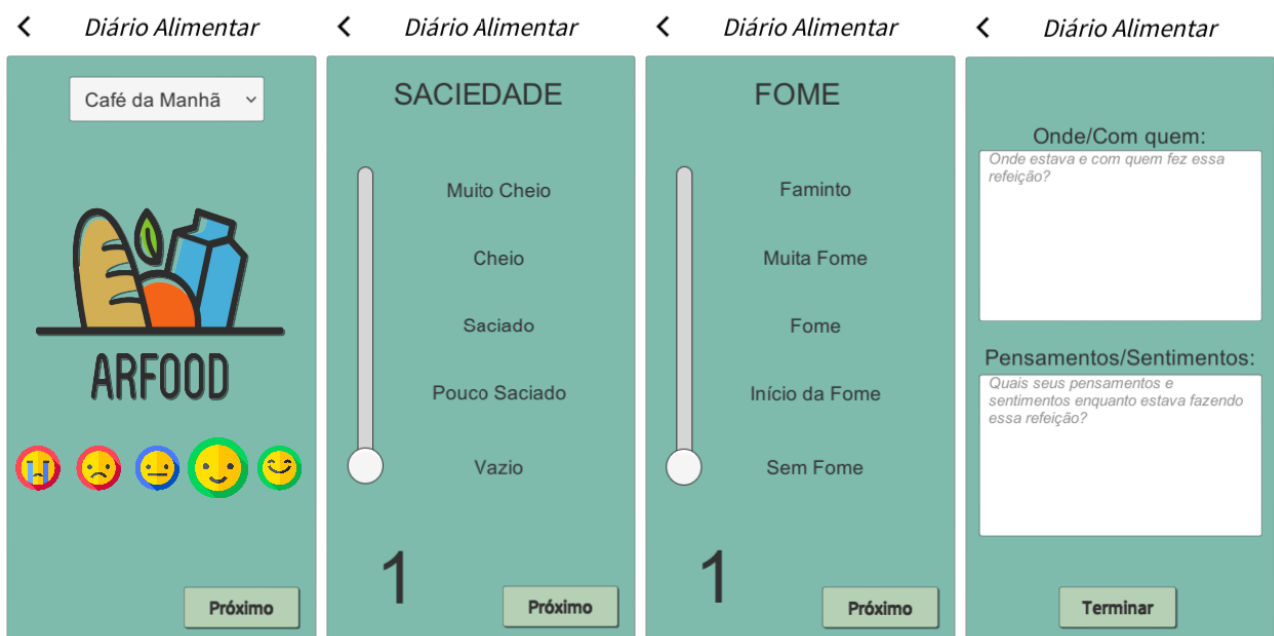 Diário Alimentar
Café da Manhã
ARFOOD
Próximo
Diário Alimentar
SACIEDADE
Muito Cheio
Cheio
Saciado
Pouco Saciado
Vazio
1
Próximo
Diário Alimentar
FOME
Faminto
Muita Fome
Fome
Início da Fome
Sem Fome
1
Próximo
Diário Alimentar
Onde/Com quem:
Onde estava e com quem fez essa
refeição?
Pensamentos/Sentimentos:
Quais seus pensamentos e
sentimentos enquanto estava fazendo
essa refeição?
Terminar